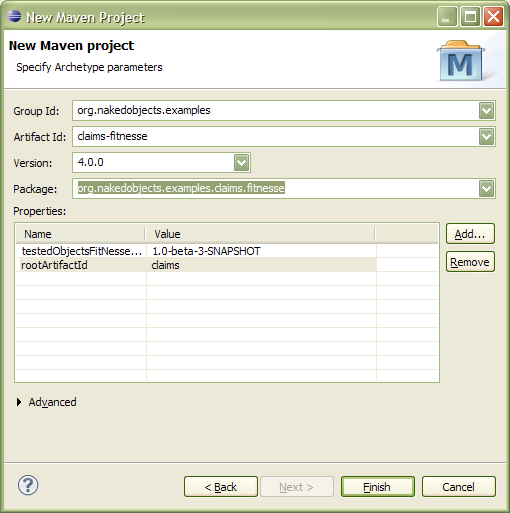 New Maven Project
New Maven project
Specify Archetype parameters
M
Group Id: org.nakedobjects.examples
Artifact Id: claims-fitnesse
Version: 4.0.0
Package: org.nakedobjects.examples.claims.fitnesse
Properties:
Name Value
testedObjectsFitNesse... 1.0-beta-3-SNAPSHOT
rootArtifactId claims
Add...
Remove
Advanced
? < Back Next > Finish Cancel